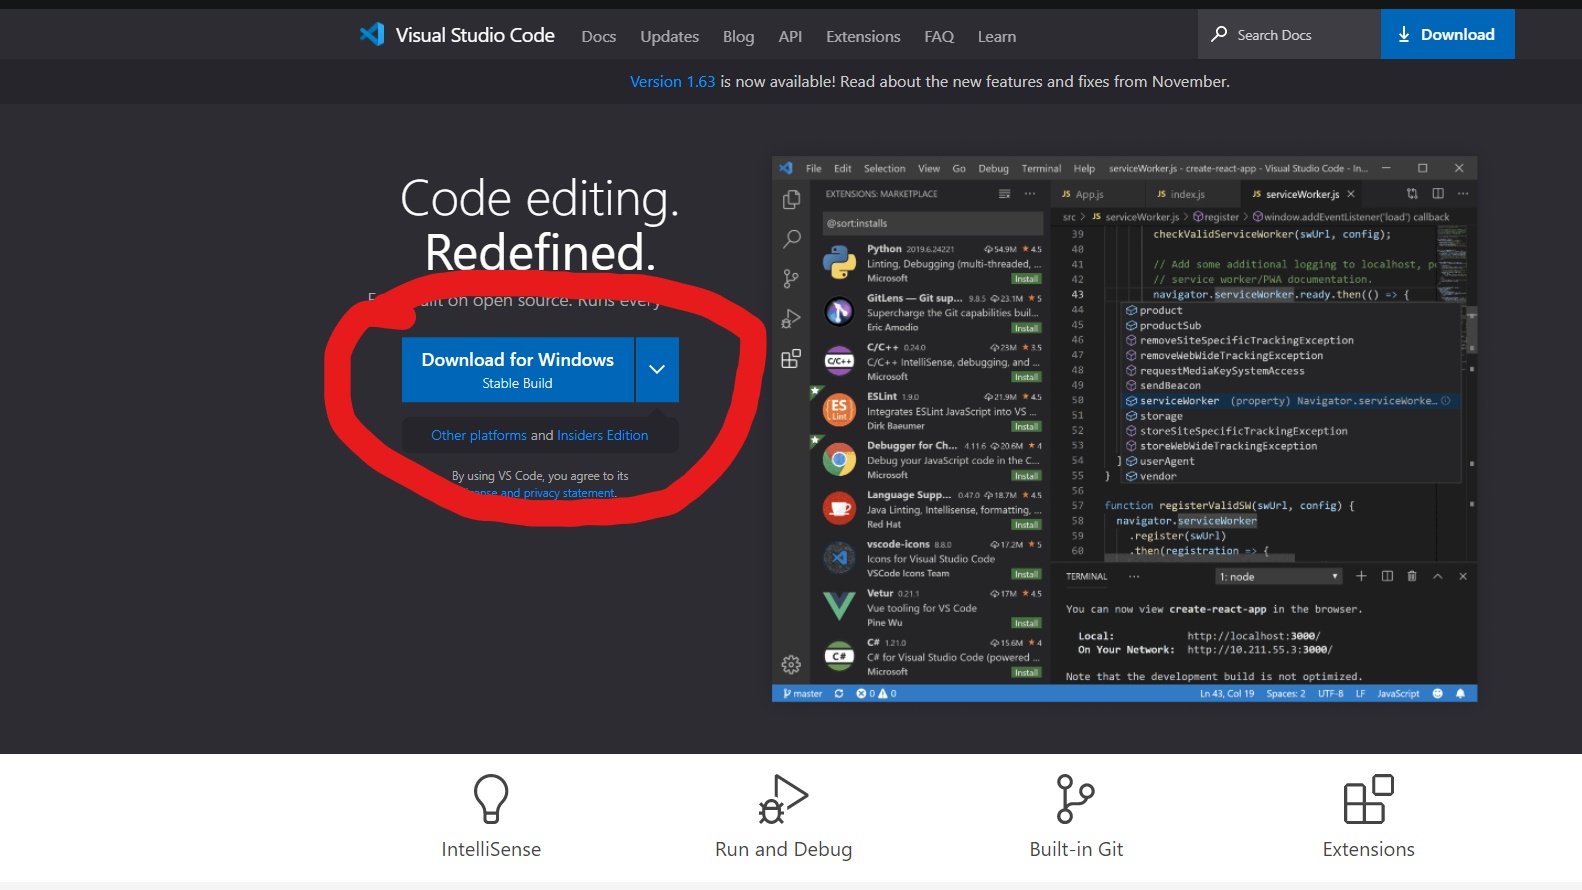 Visual Studio Code Docs Updates Blog API Extensions FAQ Learn Search Docs Download
Version 1.63 is now available! Read about the new features and fixes from November.
Code editing.
Redefined.
on open source. Runs every
Download for Windows
Stable Build
Other platforms and Insiders Edition
By using VS Code, you agree to its
and privacy statement.
File Edit Selection View Go Debug Terminal Help serviceWorker.js - create-react-app - Visual Studio Code - In...
EXTENSIONS: MARKETPLACE
@sort:installs
Python 2019.6.24221 54.9M 4.5
Linting, Debugging (multi-threaded, ...
Microsoft Install
GitLens — Git sup... 9.8.5 23.1M 5
Supercharge the Git capabilities buil...
Eric Amodio Install
C/C++ 0.24.0 23M 3.5
C/C++ IntelliSense, debugging, and ...
Microsoft Install
ESLint 1.9.0 21.9M 4.5
Integrates ESLint JavaScript into VS ...
Dirk Baeumer Install
Debugger for Ch... 4.11.6 20.6M 4
Debug your JavaScript code in the C...
Microsoft Install
Language Supp... 0.47.0 18.7M 4.5
Java Linting, Intellisense, formatting, ...
Red Hat Install
vscode-icons 8.8.0 17.2M 5
Icons for Visual Studio Code
VSCode Icons Team Install
Vetur 0.21.1 17M 4.5
Vue tooling for VS Code
Pine Wu Install
C# 1.21.0 15.6M 4
C# for Visual Studio Code (powered ...
Microsoft Install
C/C++
ES
Lint
C#
JS App.js JS index.js JS serviceWorker.js
src > JS serviceWorker.js > register > window.addEventListener('load') callback
39 checkValidServiceWorker(swUrl, config);
40
41 // Add some additional logging to localhost, p
42 // service worker/PWA documentation.
43 navigator.serviceWorker.ready.then(() => {
44 product
45 productSub
46 removeSiteSpecificTrackingException
47 removeWebWideTrackingException
48 requestMediaKeySystemAccess
49 sendBeacon
50 serviceWorker (property) Navigator.serviceWorke...
51 storage
52 storeSiteSpecificTrackingException
53 storeWebWideTrackingException
54 } userAgent
55 } vendor
56
57 function registerValidSW(swUrl, config) {
58 navigator.serviceWorker
59 .register(swUrl)
60 .then(registration => {
TERMINAL ... 1: node
You can now view create-react-app in the browser.
Local: http://localhost:3000/
On Your Network: http://10.211.55.3:3000/
Note that the development build is not optimized.
master 0 0 Ln 43, Col 19 Spaces: 2 UTF-8 LF JavaScript
IntelliSense Run and Debug Built-in Git Extensions